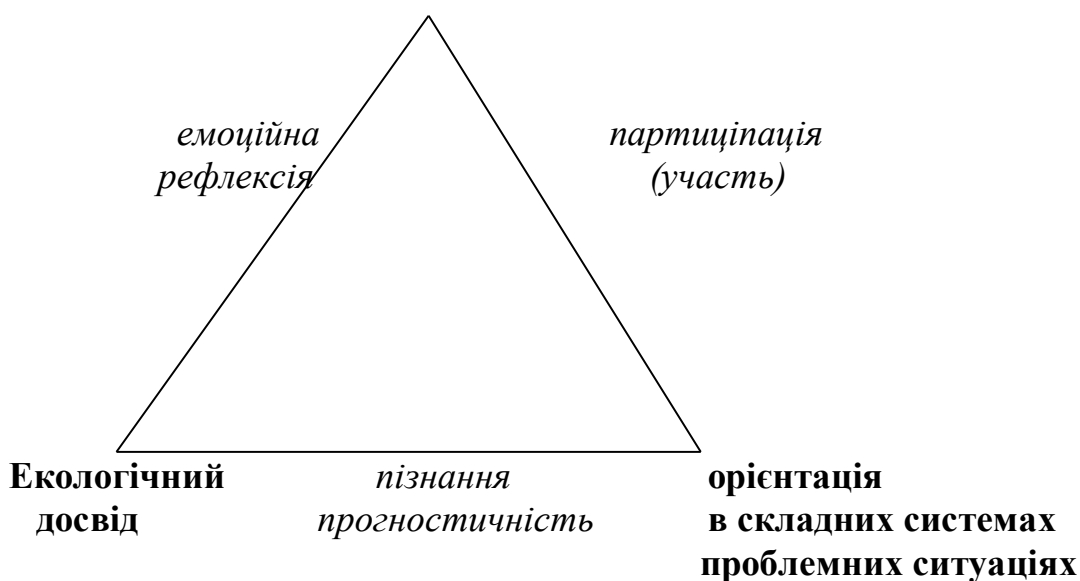 емоційна
рефлексія
партиціпація
(участь)
Екологічний
досвід
пізнання
прогностичність
орієнтація
в складних системах
проблемних ситуаціях